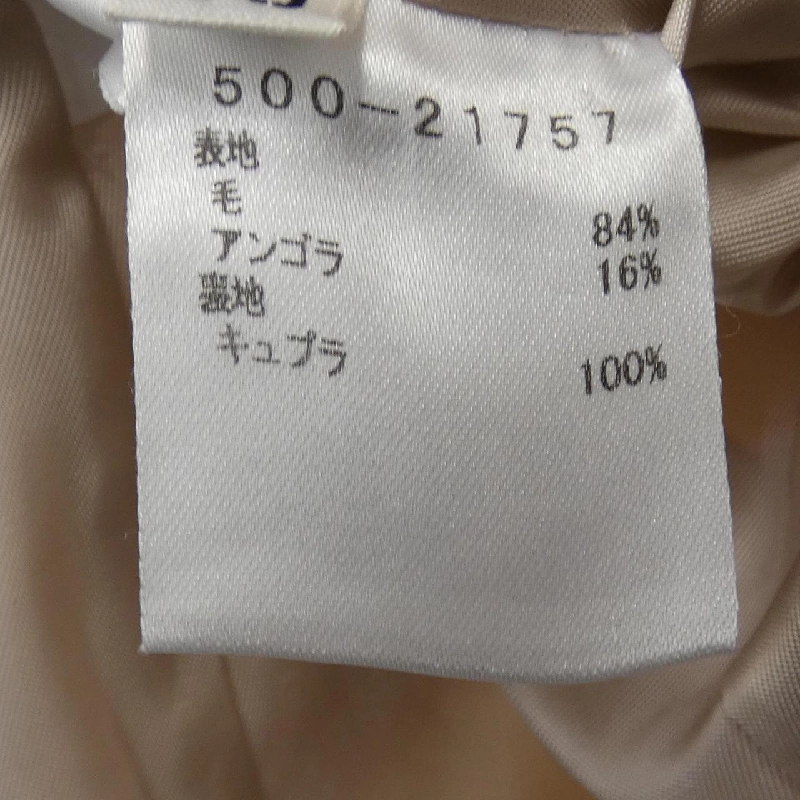 500-21757
表地
毛 84%
アンゴラ 16%
裏地
キュプラ 100%